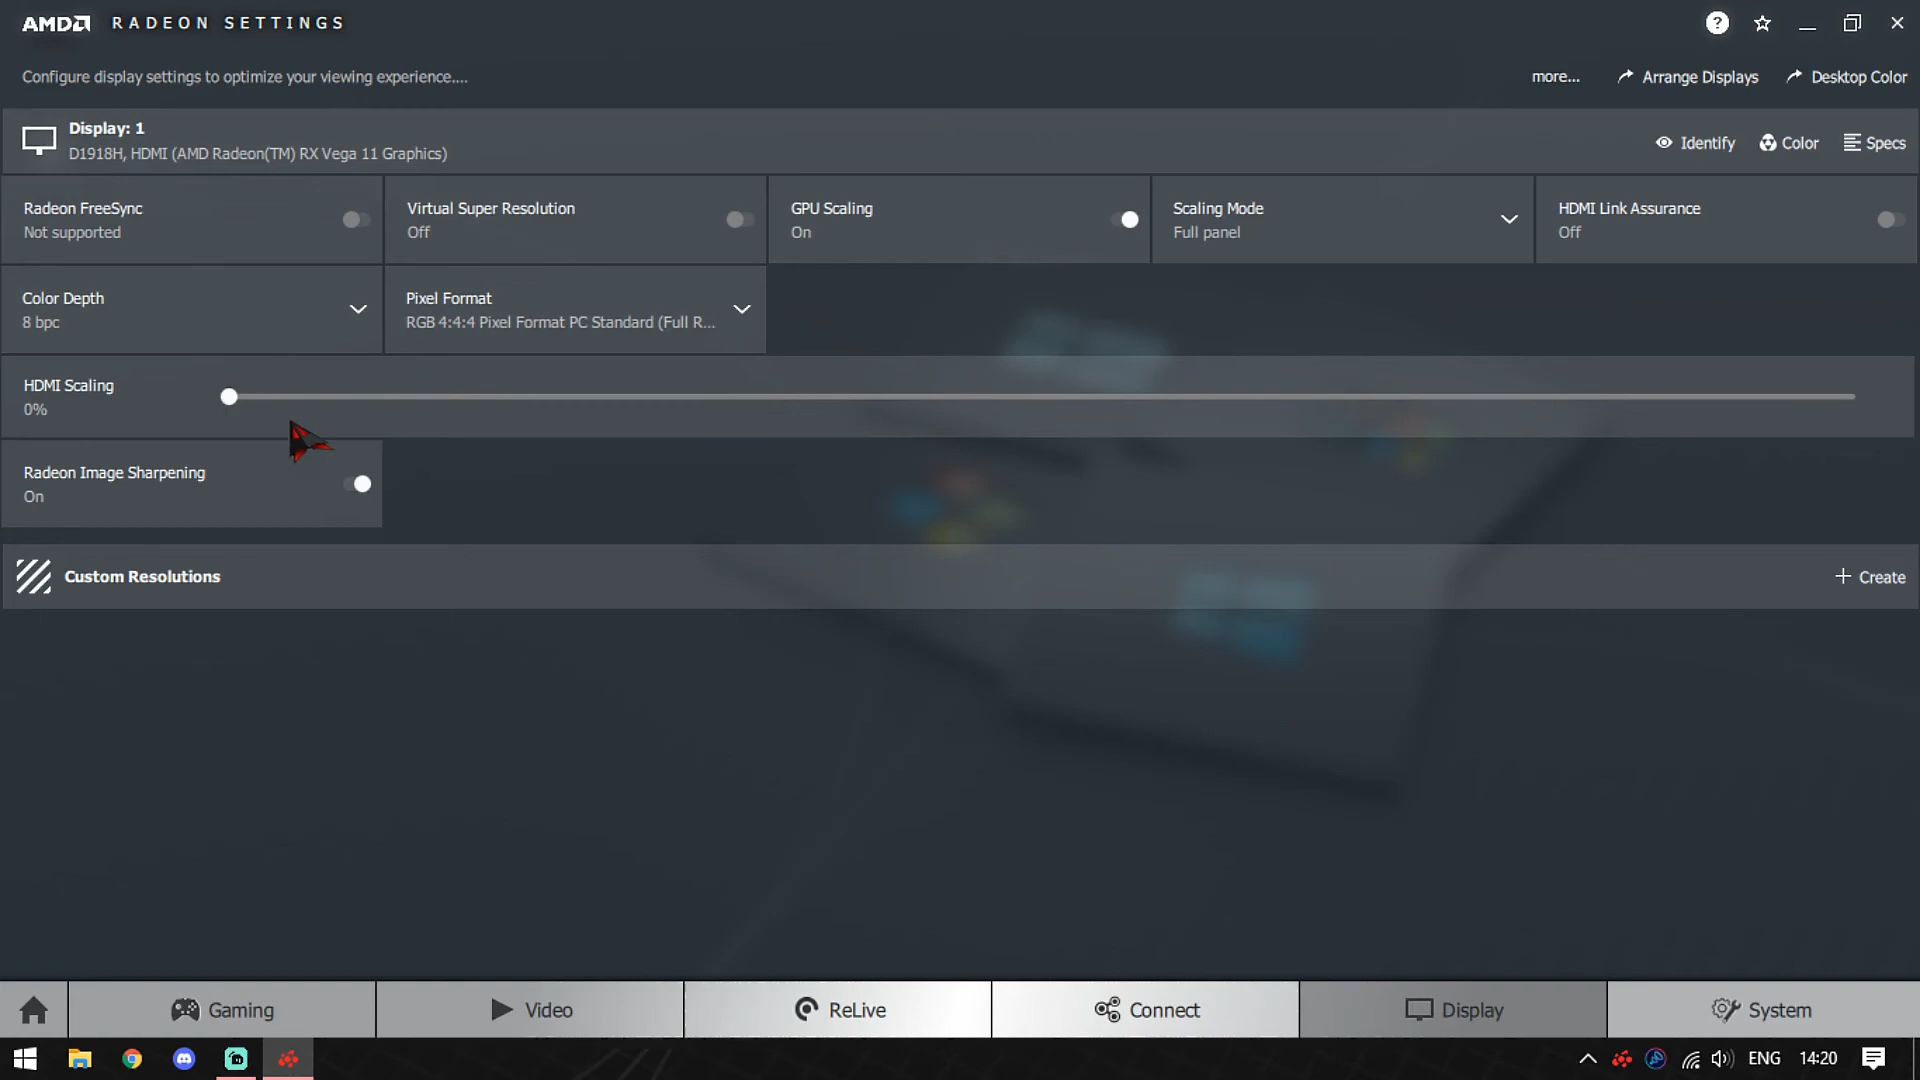 AMD RADEON SETTINGS
Configure display settings to optimize your viewing experience....
more... Arrange Displays Desktop Color
Display: 1
D1918H, HDMI (AMD Radeon(TM) RX Vega 11 Graphics)
Identify Color Specs
Radeon FreeSync
Not supported
Virtual Super Resolution
Off
GPU Scaling
On
Scaling Mode
Full panel
HDMI Link Assurance
Off
Color Depth
8 bpc
Pixel Format
RGB 4:4:4 Pixel Format PC Standard (Full R...
HDMI Scaling
0%
Radeon Image Sharpening
On
Custom Resolutions
Create
Gaming Video ReLive Connect Display System
ENG 14:20